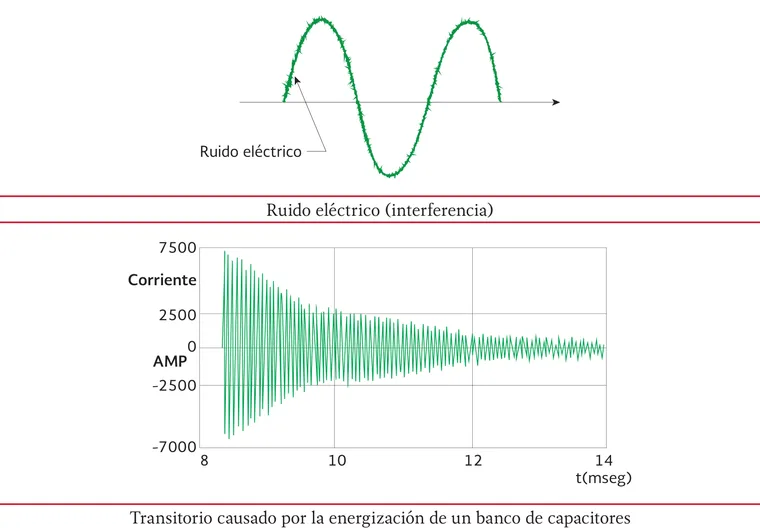 Ruido eléctrico
Ruido eléctrico (interferencia)
7500
Corriente
2500
0
AMP
-2500
-7000
8 10 12 14
t(mseg)
Transitorio causado por la energización de un banco de capacitores